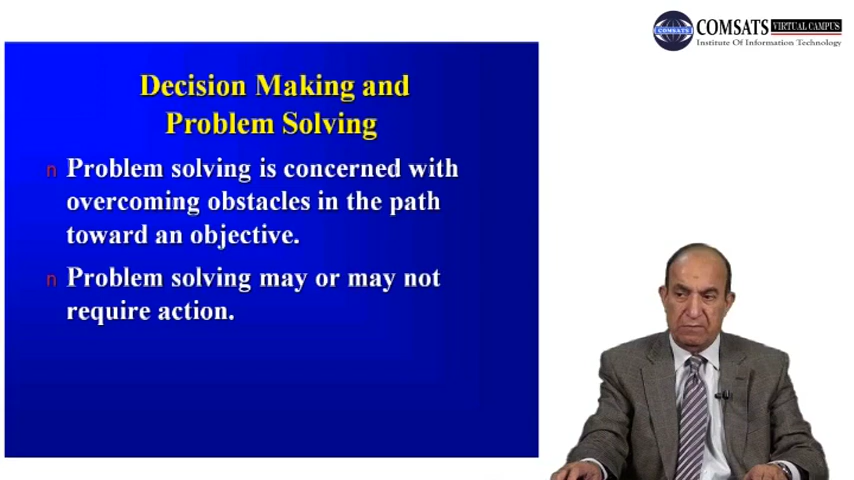 COMSATS VIRTUAL CAMPUS
Institute Of Information Technology
COMSATS
Decision Making and
Problem Solving
n Problem solving is concerned with
overcoming obstacles in the path
toward an objective.
n Problem solving may or may not
require action.